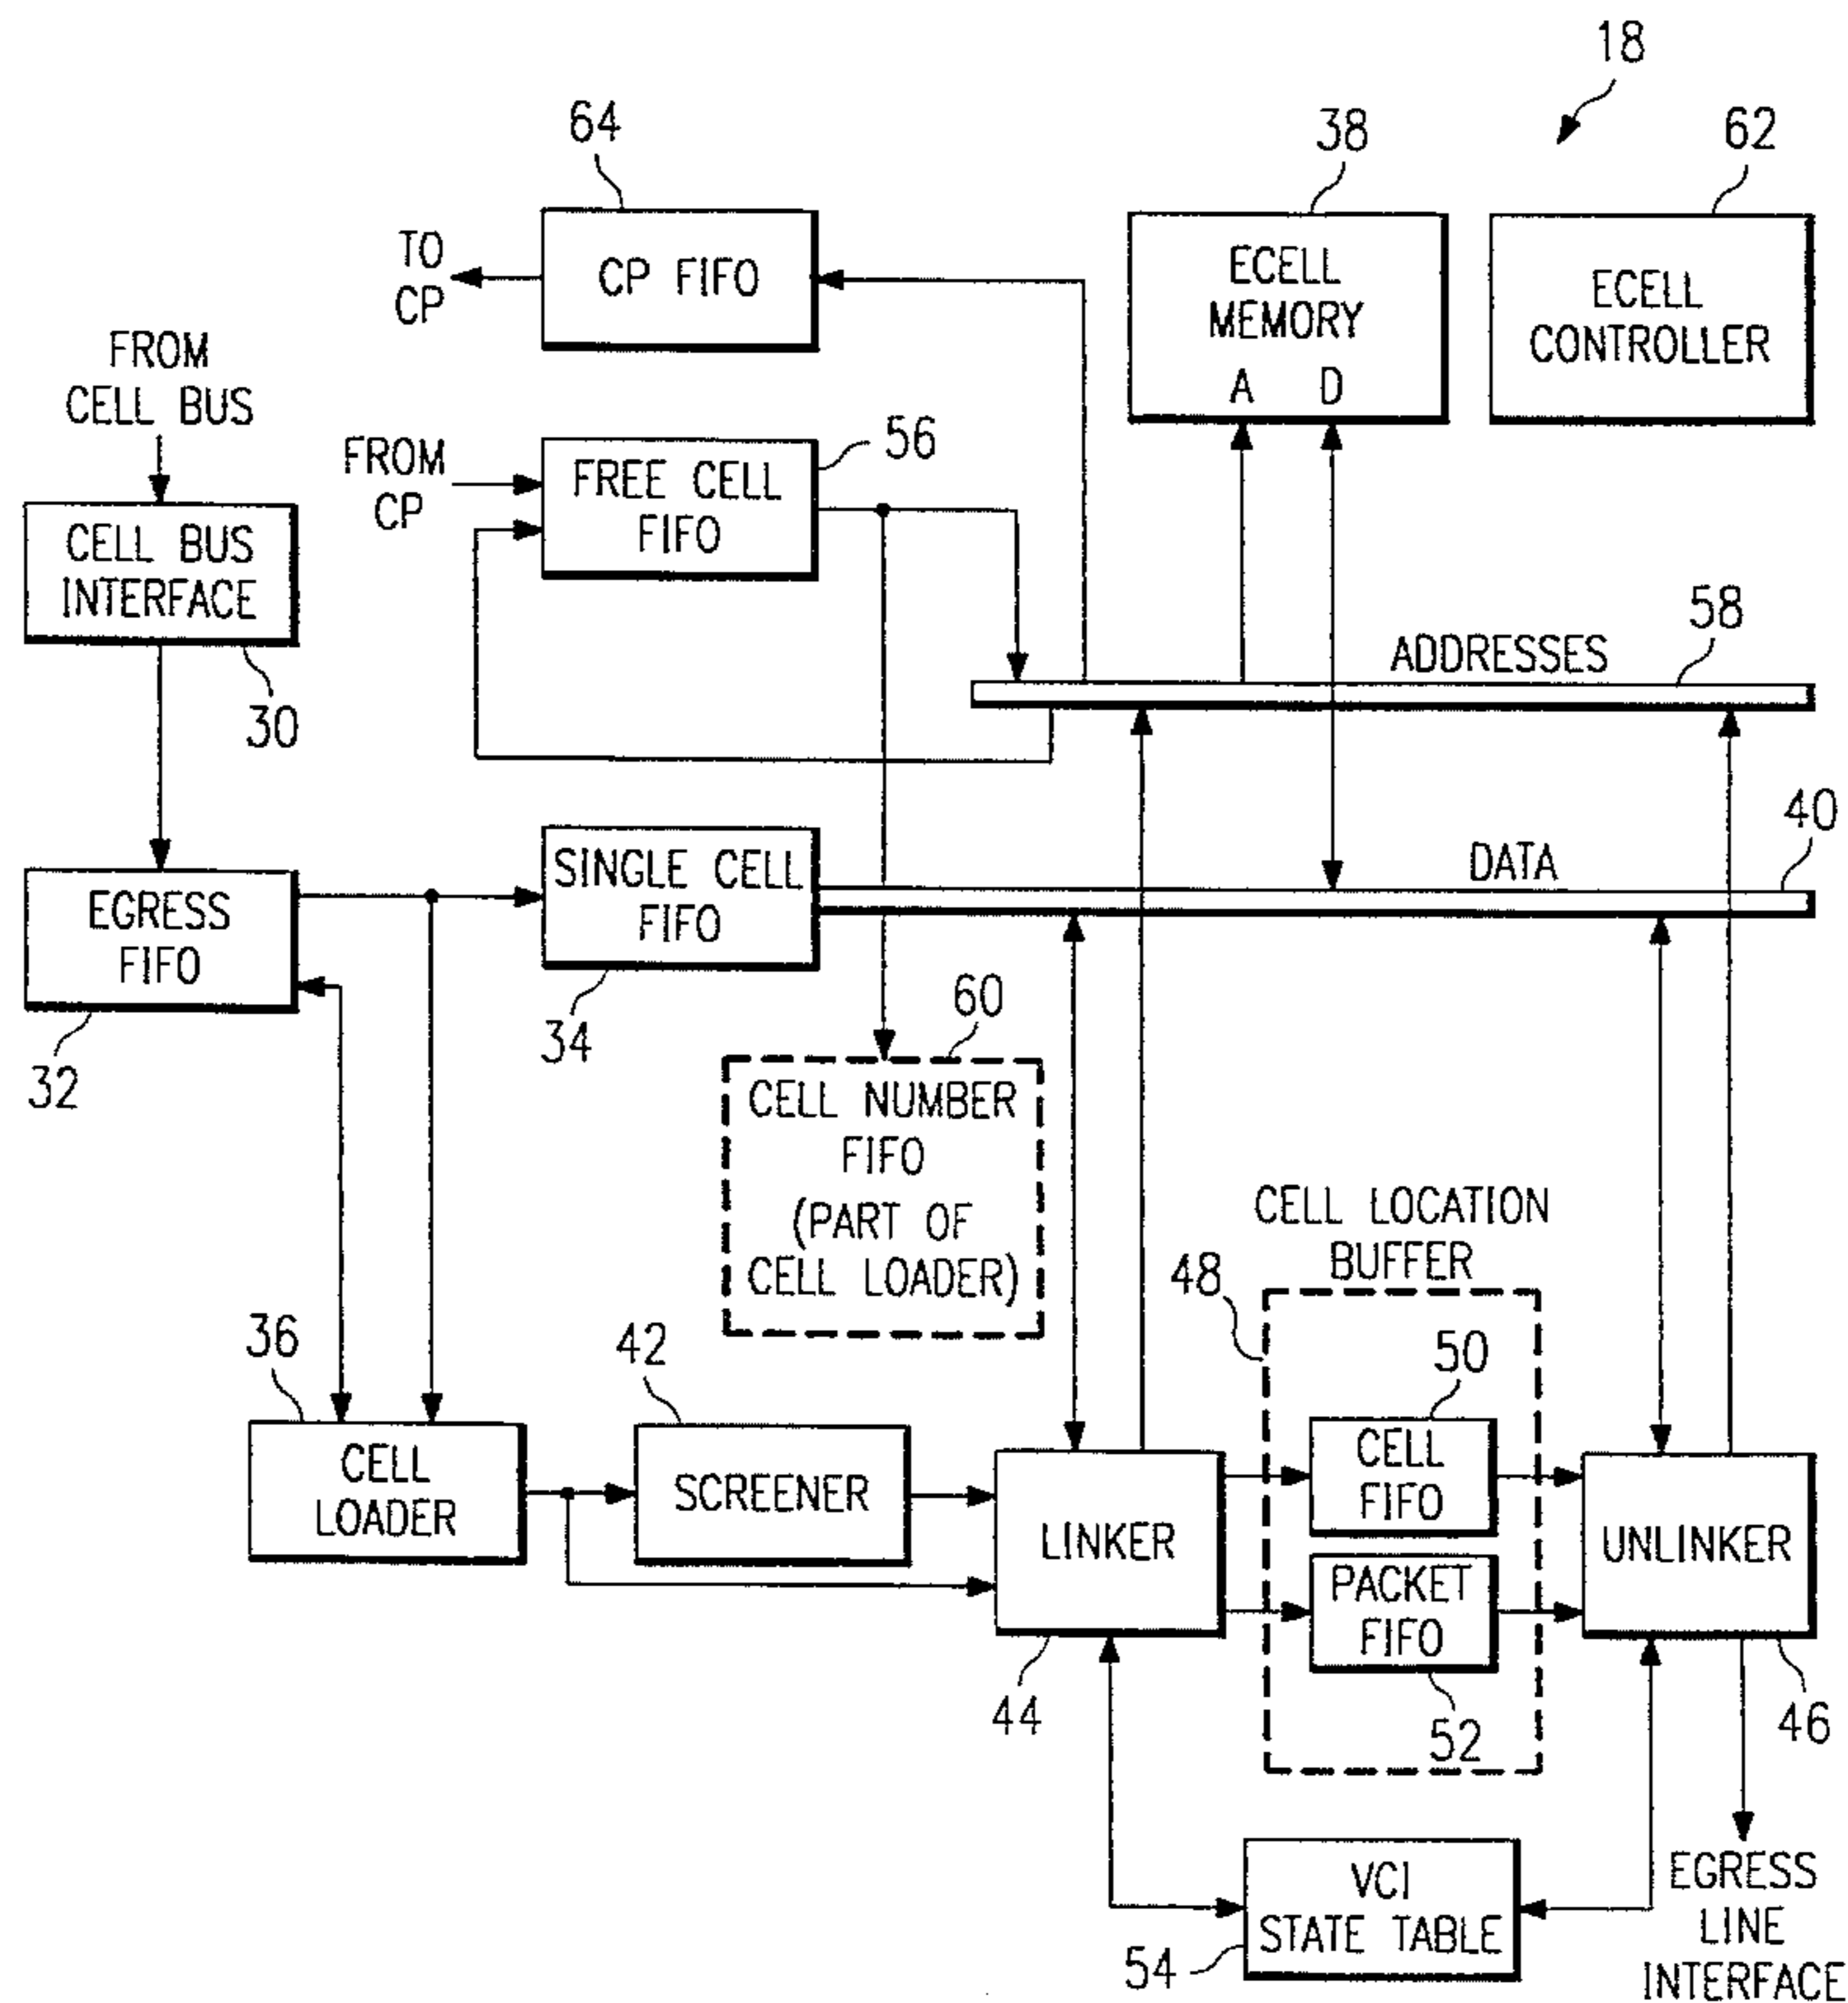 18
64
38
62
TO
CP
CP FIFO
ECELL
MEMORY
A D
ECELL
CONTROLLER
FROM
CELL BUS
FROM
CP
FREE CELL
FIFO
56
CELL BUS
INTERFACE
30
ADDRESSES
58
40
DATA
EGRESS
FIFO
32
SINGLE CELL
FIFO
34
60
CELL NUMBER
FIFO
(PART OF
CELL LOADER)
CELL LOCATION
BUFFER
48
36
42
50
CELL
LOADER
SCREENER
LINKER
CELL
FIFO
PACKET
FIFO
UNLINKER
44
52
46
VCI
STATE TABLE
54
EGRESS
LINE
INTERFACE